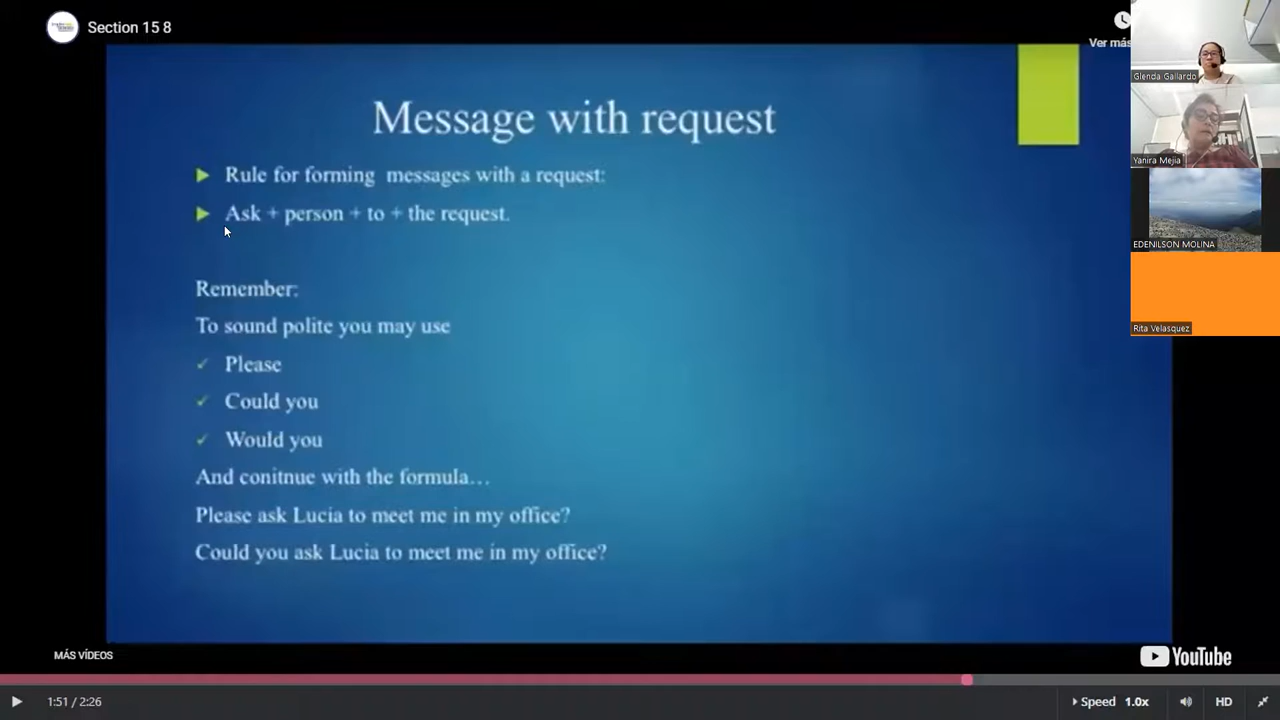 Section 15 8
Ver más
Message with request
Rule for forming messages with a request:
Ask + person + to + the request.
Remember:
To sound polite you may use
Please
Could you
Would you
And conitnue with the formula…
Please ask Lucia to meet me in my office?
Could you ask Lucia to meet me in my office?
MÁS VÍDEOS
YouTube
1:51 / 2:26
Speed 1.0x
HD
Glenda Gallardo
Yanira Mejia
EDENILSON MOLINA
Rita Velasquez